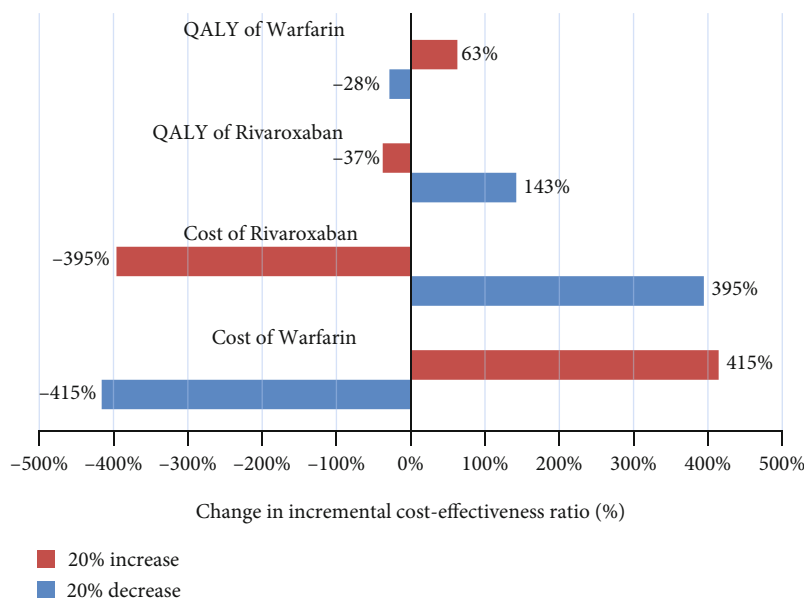 QALY of Warfarin
63%
–28%
QALY of Rivaroxaban
–37%
143%
Cost of Rivaroxaban
–395%
395%
Cost of Warfarin
415%
–415%
–500% –400% –300% –200% –100% 0% 100% 200% 300% 400% 500%
Change in incremental cost-effectiveness ratio (%)
20% increase
20% decrease